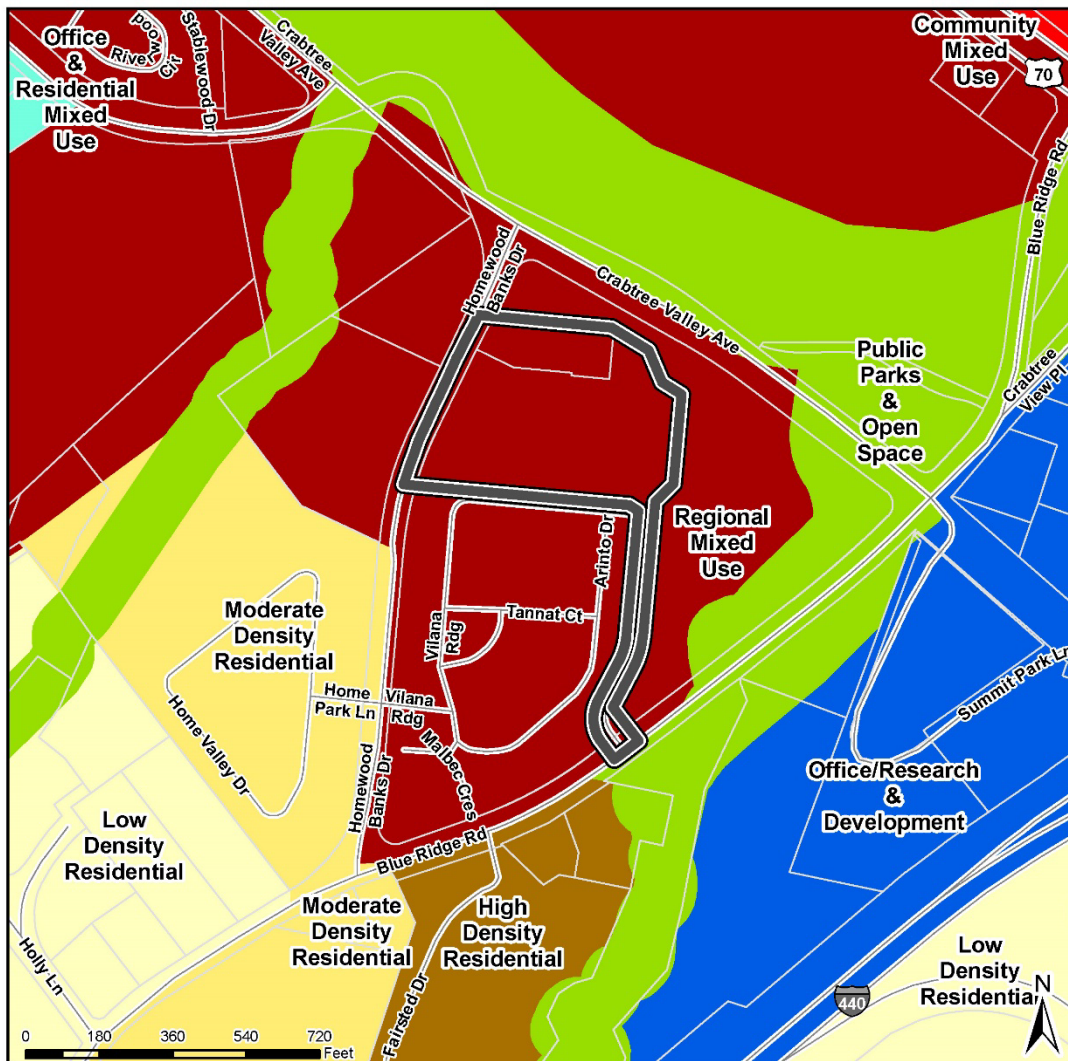 Office
&
Residential
Mixed
Use
River
wood
Cir
Stablewood Dr
Crabtree
Valley Ave
Community
Mixed
Use
70
Blue Ridge Rd
Homewood
Banks Dr
Crabtree Valley Ave
Public
Parks
&
Open
Space
Crabtree
View Pl
Regional
Mixed
Use
Arinto Dr
Tannat Ct
Vilana
Rdg
Moderate
Density
Residential
Home
Park Ln
Vilana
Rdg
Home Valley Dr
Malbec Cres
Homewood
Banks Dr
Summit Park Ln
Office/Research
&
Development
Low
Density
Residential
Blue Ridge Rd
Moderate
Density
Residential
High
Density
Residential
Holly Ln
Fairsted Dr
Low
Density
Residential
440
N
0 180 360 540 720
Feet